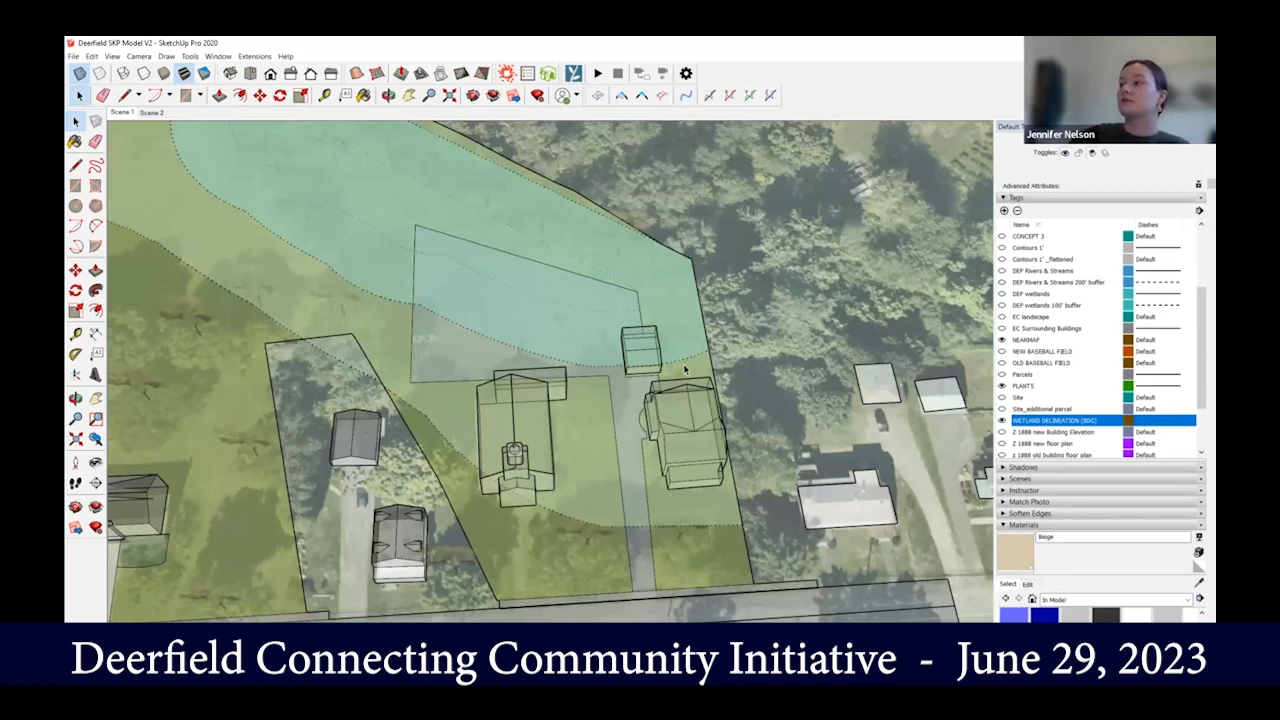 Deerfield SKP Model V2 - SketchUp Pro 2020
File Edit View Camera Draw Tools Window Extensions Help
Scene 1 Scene 2
Jennifer Nelson
Default T
Toggles:
Advanced Attributes:
Tags
Name Dashes
CONCEPT 3 Default
Contours 1'
Contours 1' _flattened Default
DEP Rivers & Streams
DEP Rivers & Streams 200' buffer
DEP wetlands
DEP wetlands 100' buffer
EC landscape Default
EC Surrounding Buildings
NEARMAP Default
NEW BASEBALL FIELD Default
OLD BASEBALL FIELD Default
Parcels
PLANTS Default
Site Default
Site_additional parcel Default
WETLAND DELINEATION (BDG)
Z 1888 new Building Elevation Default
Z 1888 new floor plan Default
z 1888 old building floor plan Default
Shadows
Scenes
Instructor
Match Photo
Soften Edges
Materials
Beige
Select Edit
In Model
Deerfield Connecting Community Initiative - June 29, 2023